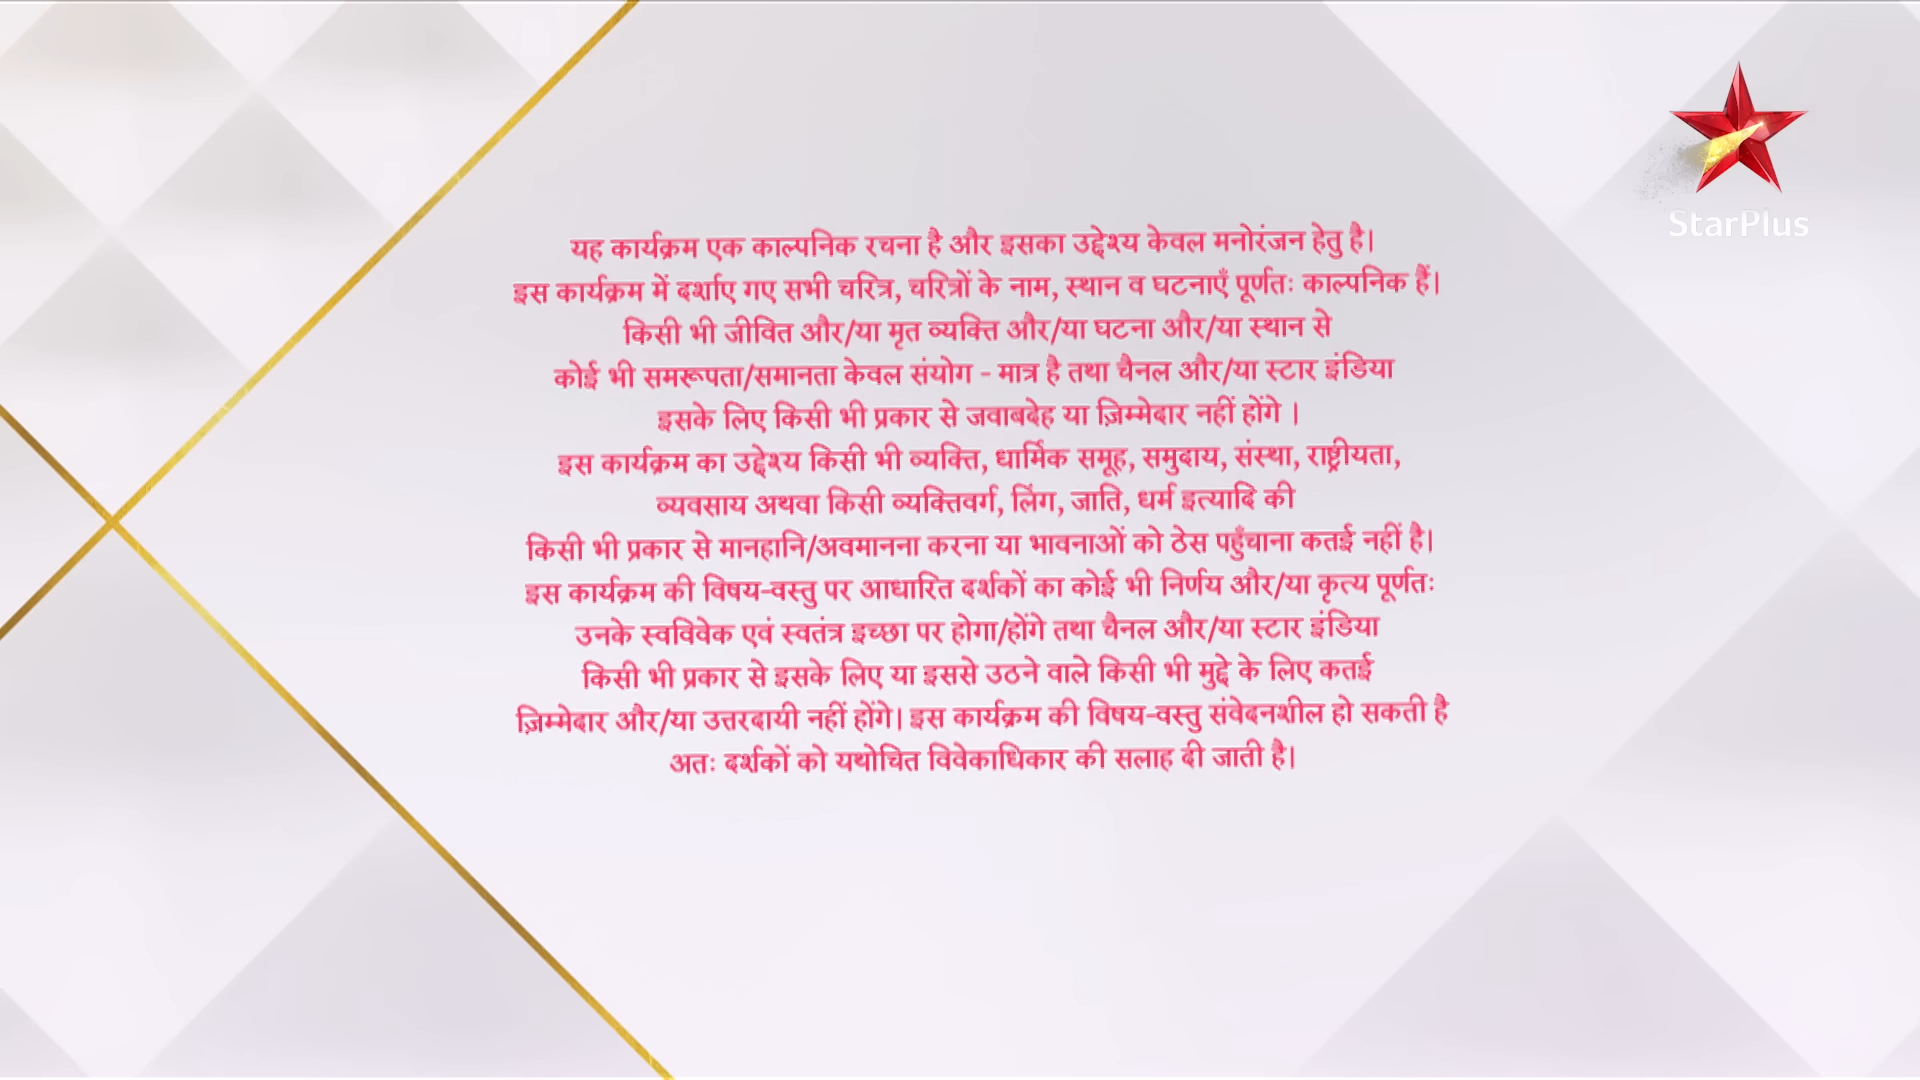 StarPlus
यह कार्यक्रम एक काल्पनिक रचना है और इसका उद्देश्य केवल मनोरंजन हेतु है।
इस कार्यक्रम में दर्शाए गए सभी चरित्र, चरित्रों के नाम, स्थान व घटनाएँ पूर्णतः काल्पनिक हैं।
किसी भी जीवित और/या मृत व्यक्ति और/या घटना और/या स्थान से
कोई भी समरूपता/समानता केवल संयोग - मात्र है तथा चैनल और/या स्टार इंडिया
इसके लिए किसी भी प्रकार से जवाबदेह या ज़िम्मेदार नहीं होंगे ।
इस कार्यक्रम का उद्देश्य किसी भी व्यक्ति, धार्मिक समूह, समुदाय, संस्था, राष्ट्रीयता,
व्यवसाय अथवा किसी व्यक्तिवर्ग, लिंग, जाति, धर्म इत्यादि की
किसी भी प्रकार से मानहानि/अवमानना करना या भावनाओं को ठेस पहुँचाना कतई नहीं है।
इस कार्यक्रम की विषय-वस्तु पर आधारित दर्शकों का कोई भी निर्णय और/या कृत्य पूर्णतः
उनके स्वविवेक एवं स्वतंत्र इच्छा पर होगा/होंगे तथा चैनल और/या स्टार इंडिया
किसी भी प्रकार से इसके लिए या इससे उठने वाले किसी भी मुद्दे के लिए कतई
ज़िम्मेदार और/या उत्तरदायी नहीं होंगे। इस कार्यक्रम की विषय-वस्तु संवेदनशील हो सकती है
अतः दर्शकों को यथोचित विवेकाधिकार की सलाह दी जाती है।